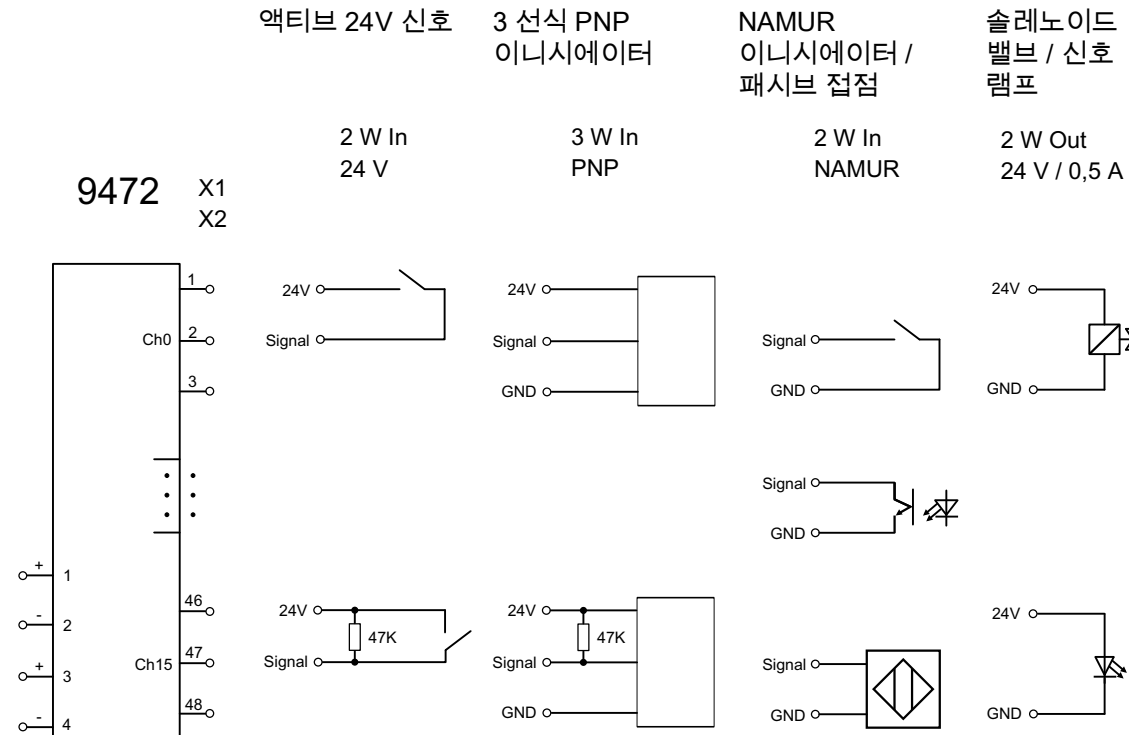 액티브 24V 신호
3 선식 PNP
이니시에이터
NAMUR
이니시에이터 /
패시브 접점
솔레노이드
밸브 / 신호
램프
2 W In
24 V
3 W In
PNP
2 W In
NAMUR
2 W Out
24 V / 0,5 A
9472
X1
X2
1
Ch0
2
3
24V
Signal
24V
Signal
GND
Signal
GND
24V
GND
Signal
GND
+
1
-
2
+
3
-
4
46
Ch15
47
48
24V
47K
Signal
24V
47K
Signal
GND
Signal
GND
24V
GND